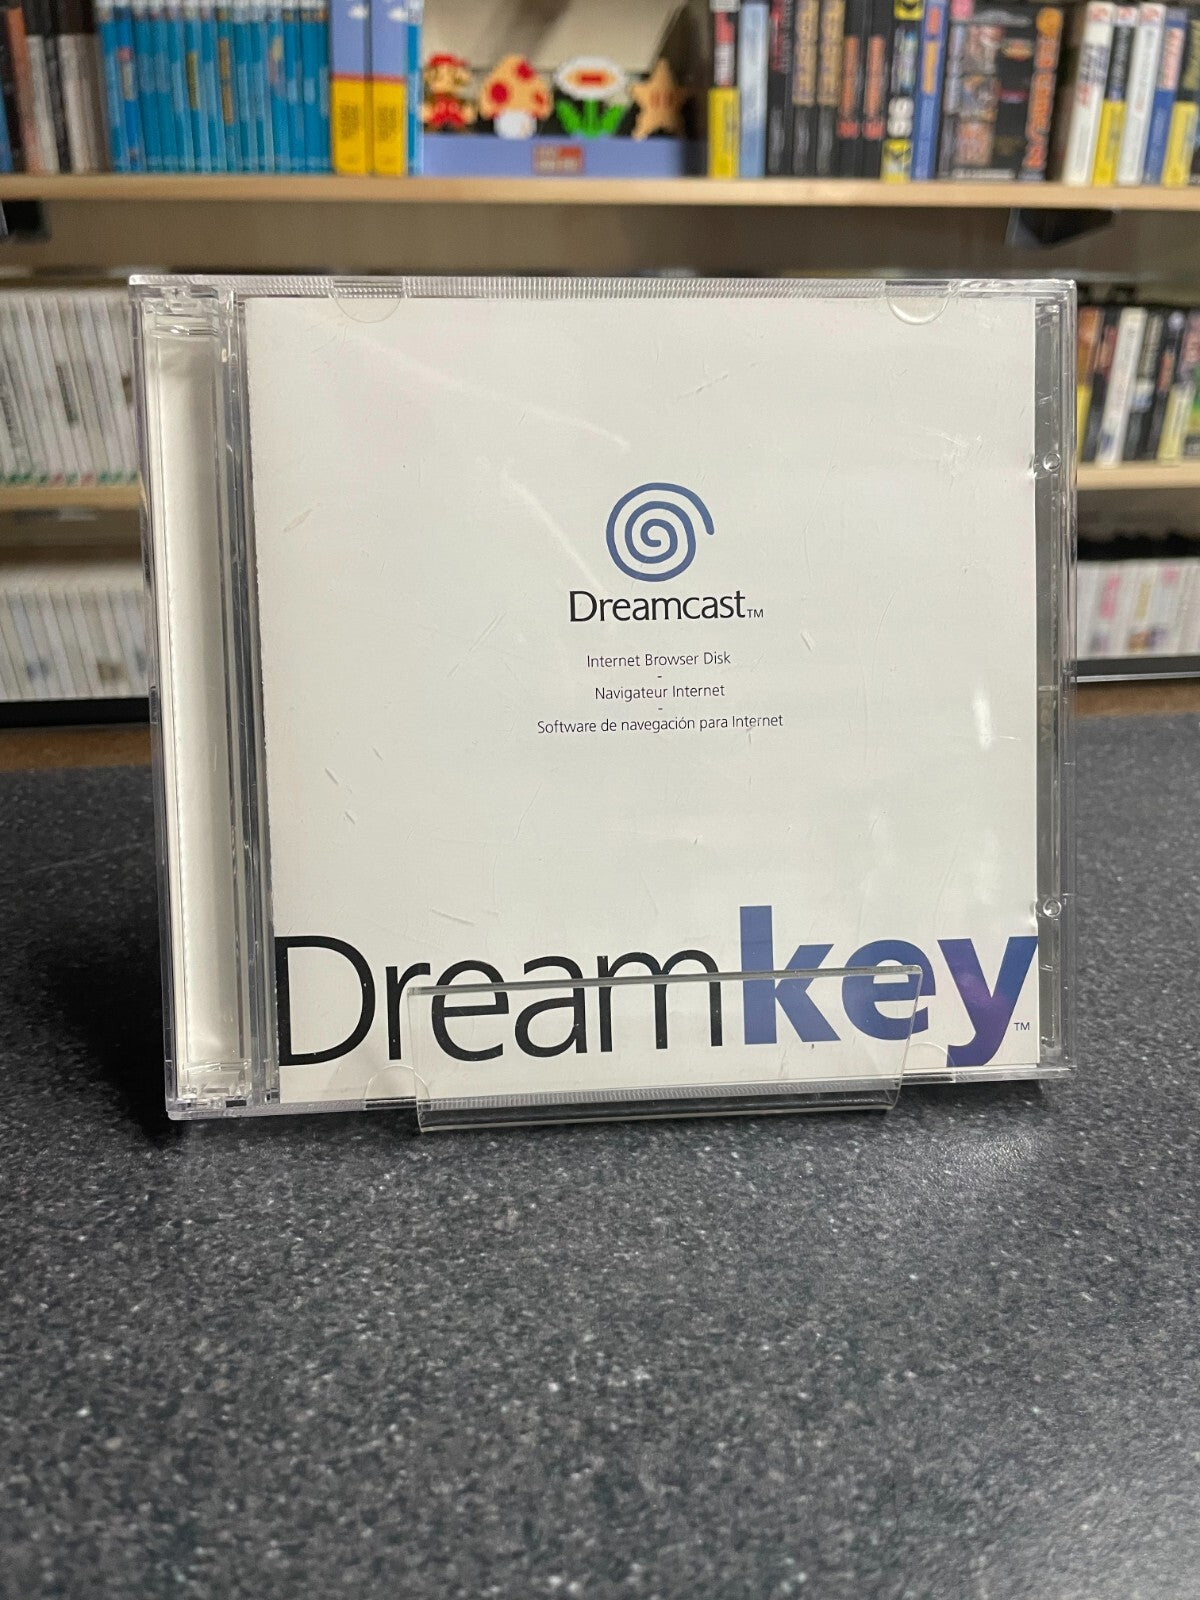 Dreamcast™
Internet Browser Disk
-
Navigateur Internet
-
Software de navegación para Internet
Dreamkey™